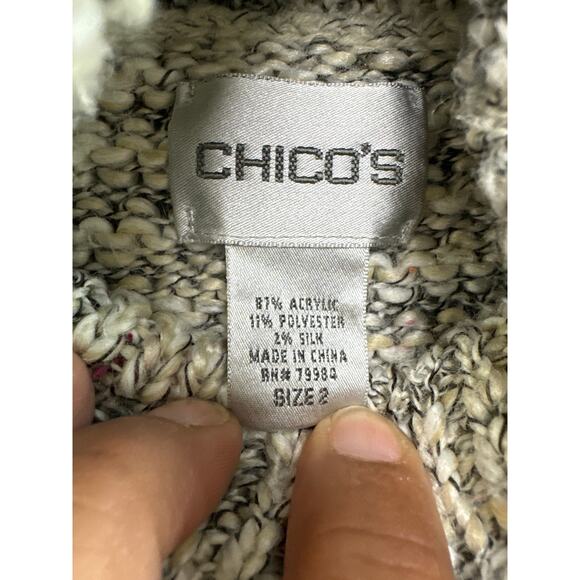 CHICO'S
87% ACRYLIC
11% POLYESTER
2% SILK
MADE IN CHINA
RN# 79984
SIZE 2